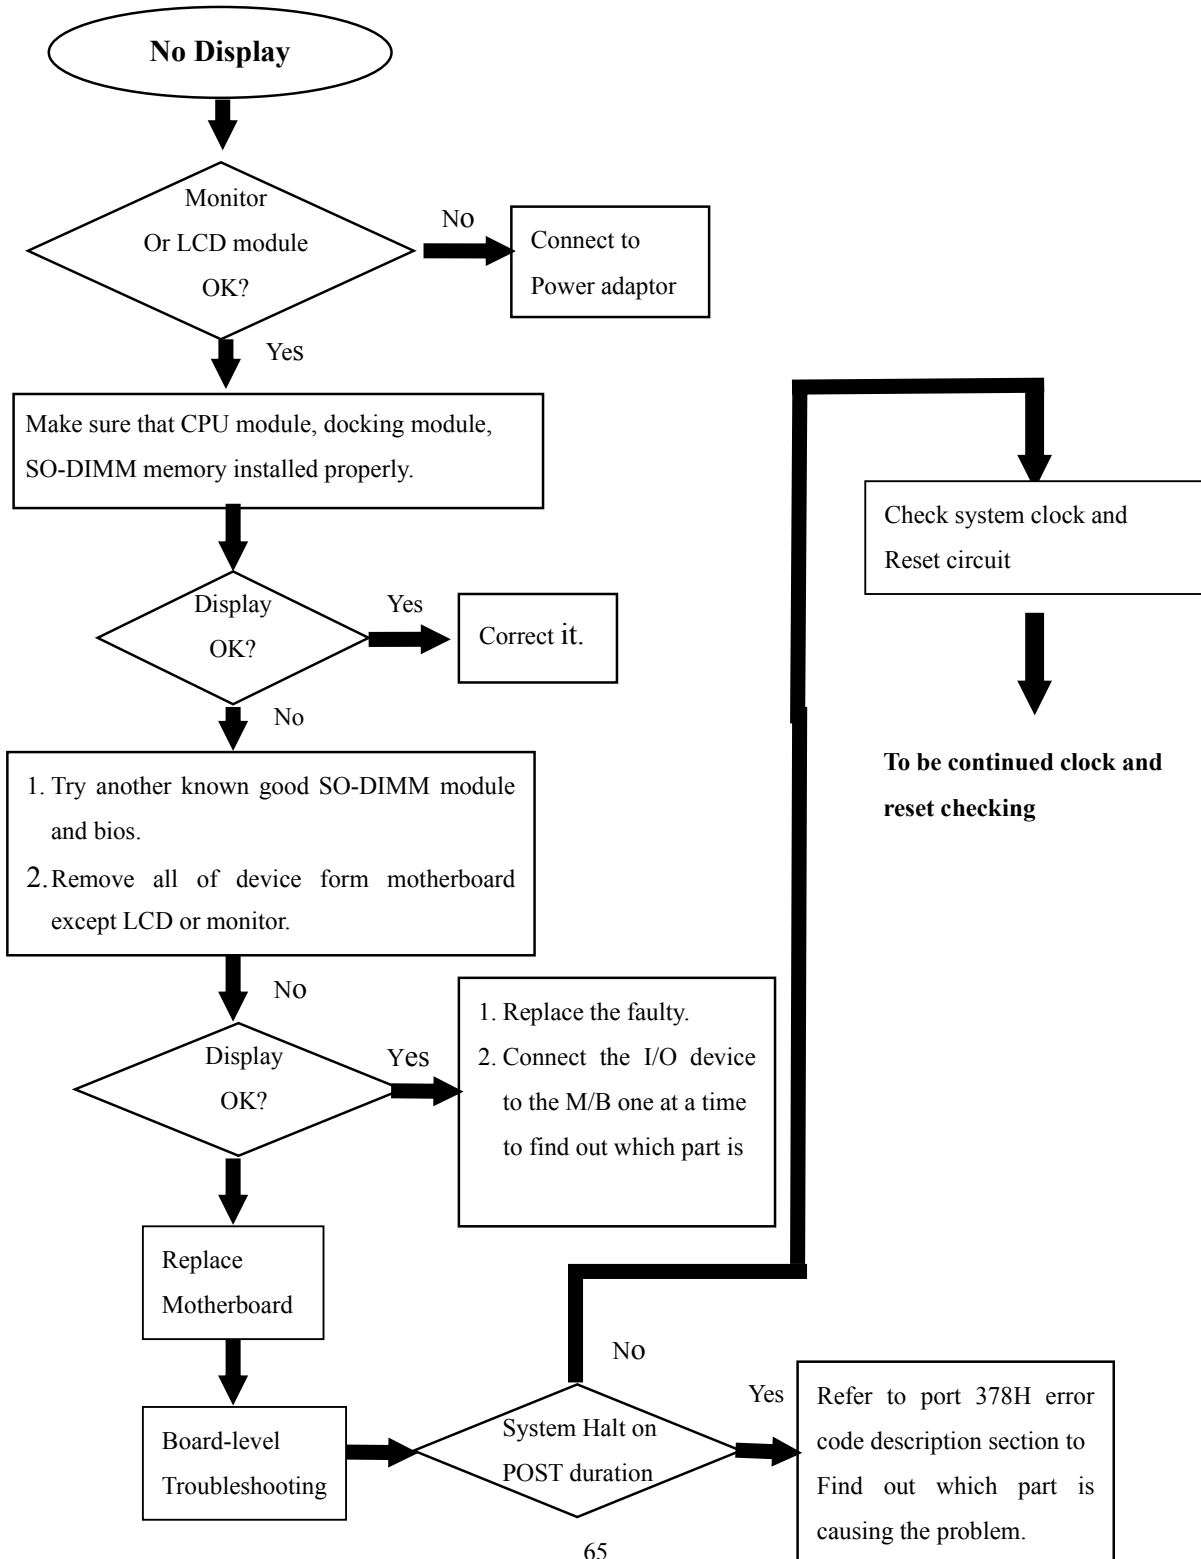 No Display
Monitor
Or LCD module
OK?
No
Connect to
Power adaptor
Yes
Make sure that CPU module, docking module,
SO-DIMM memory installed properly.
Display
OK?
Yes
Correct it.
No
1. Try another known good SO-DIMM module
and bios.
2. Remove all of device form motherboard
except LCD or monitor.
No
Display
OK?
Yes
1. Replace the faulty.
2. Connect the I/O device
to the M/B one at a time
to find out which part is
Replace
Motherboard
Board-level
Troubleshooting
System Halt on
POST duration
Yes
Refer to port 378H error
code description section to
Find out which part is
causing the problem.
No
Check system clock and
Reset circuit
To be continued clock and
reset checking
65